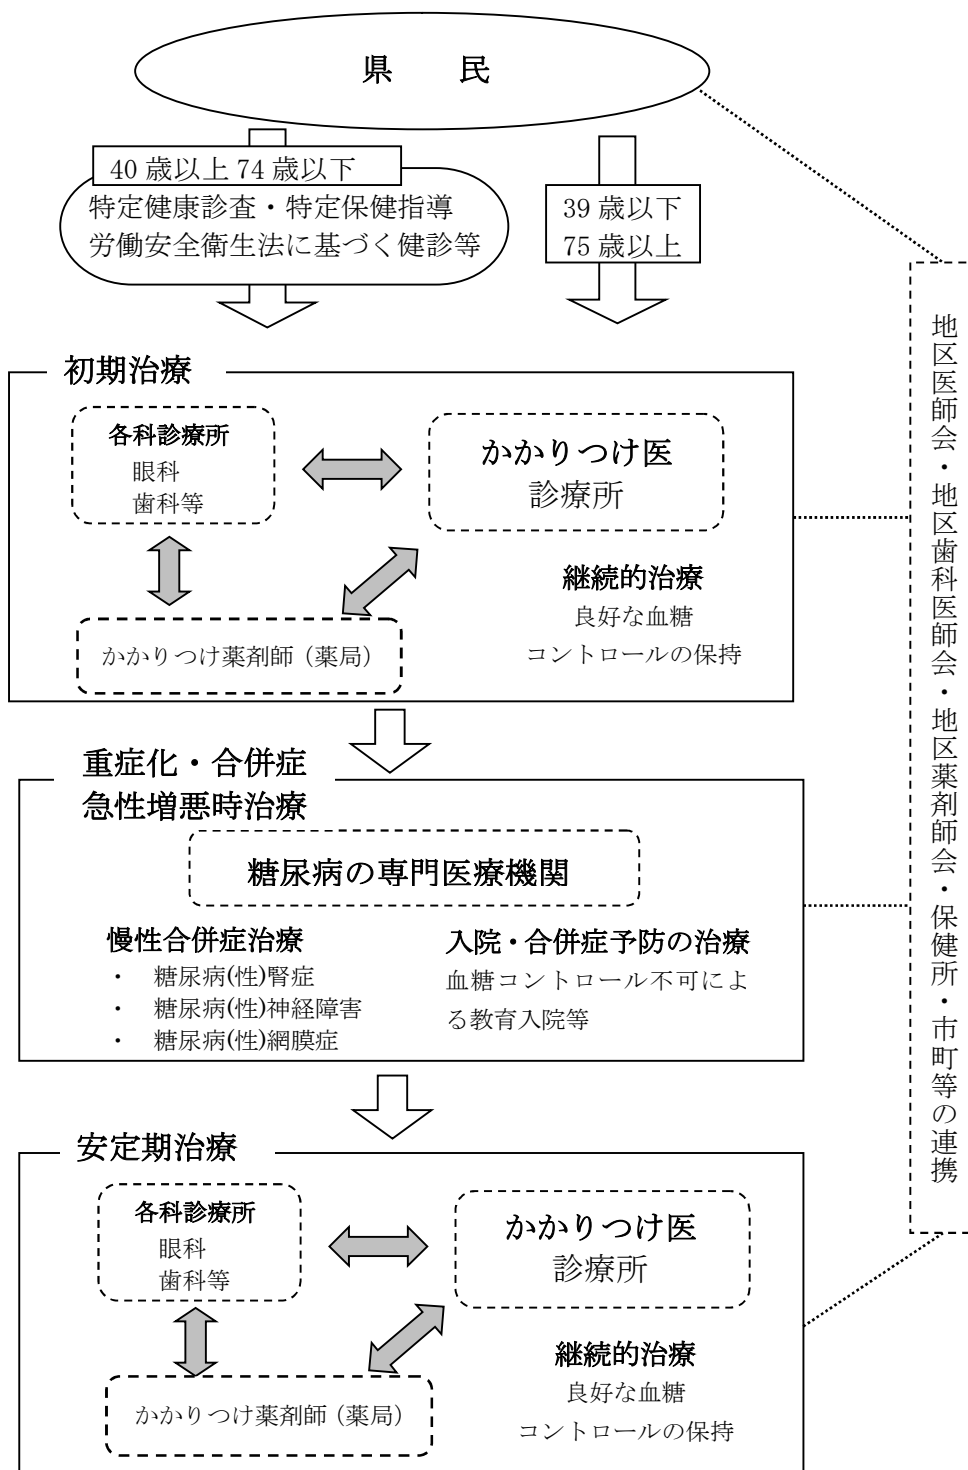 県　　民
40 歳以上 74 歳以下
特定健康診査・特定保健指導
労働安全衛生法に基づく健診等
39 歳以下
75 歳以上
初期治療
各科診療所
眼科
歯科等
かかりつけ医
診療所
かかりつけ薬剤師（薬局）
継続的治療
良好な血糖
コントロールの保持
重症化・合併症
急性増悪時治療
糖尿病の専門医療機関
慢性合併症治療
・　糖尿病(性)腎症
・　糖尿病(性)神経障害
・　糖尿病(性)網膜症
入院・合併症予防の治療
血糖コントロール不可によ
る教育入院等
安定期治療
各科診療所
眼科
歯科等
かかりつけ医
診療所
かかりつけ薬剤師（薬局）
継続的治療
良好な血糖
コントロールの保持
地区医師会・地区歯科医師会・地区薬剤師会・保健所・市町等の連携